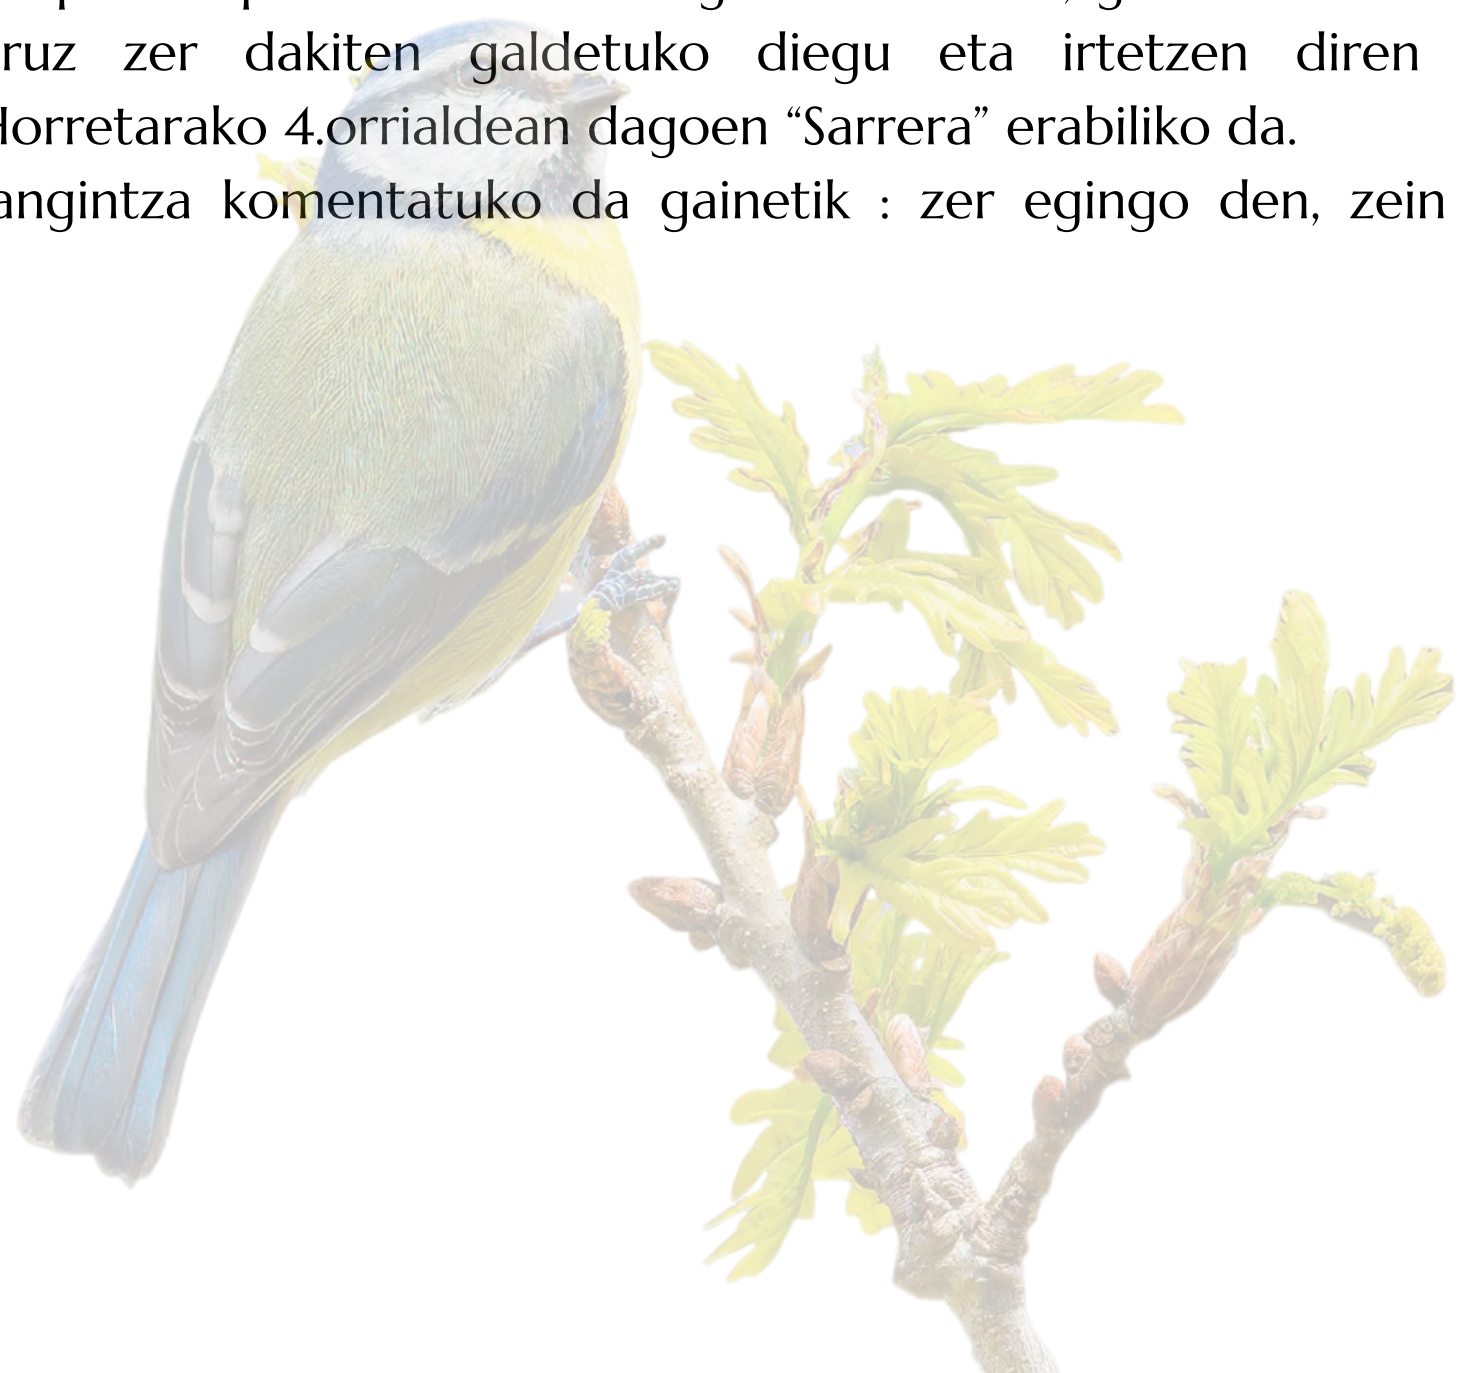 ruz zer dakiten galdetuko diegu eta irtetzen diren
orretarako 4.orrialdean dagoen “Sarrera” erabiliko da.
angintza komentatuko da gainetik : zer egingo den, zein